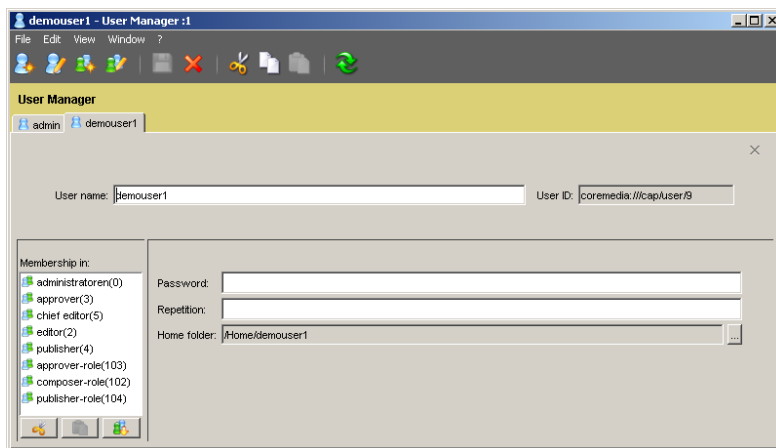 demouser1 - User Manager :1
File Edit View Window ?
User Manager
admin demouser1
User name: demouser1 User ID: coremedia:///cap/user/9
Membership in:
administratoren(0)
approver(3)
chief editor(5)
editor(2)
publisher(4)
approver-role(103)
composer-role(102)
publisher-role(104)
Password:
Repetition:
Home folder: /Home/demouser1 ...